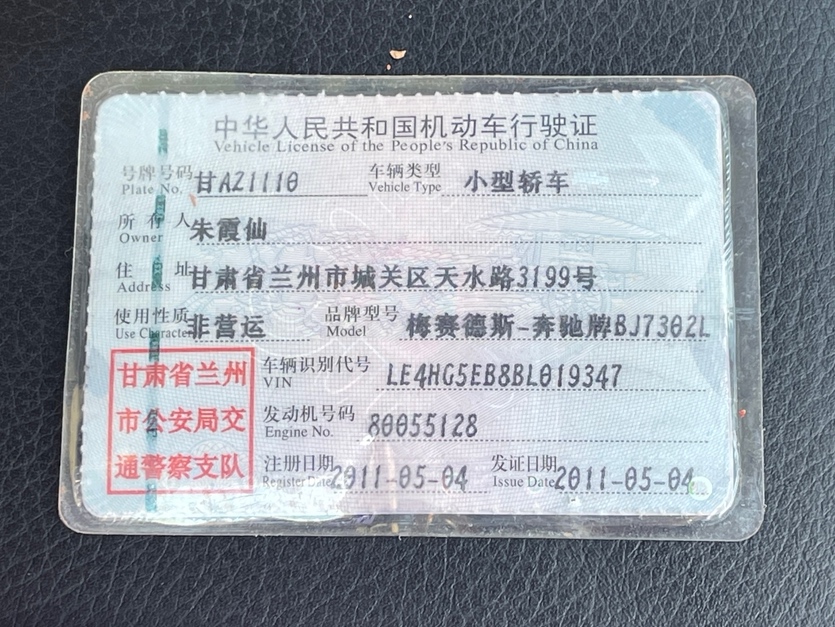 中华人民共和国机动车行驶证
Vehicle License of the People's Republic of China
号牌号码 甘AZ1110 车辆类型 小型轿车
Plate No. Vehicle Type
所有人 朱霞仙
Owner
住址 甘肃省兰州市城关区天水路3199号
Address
使用性质 非营运 品牌型号 梅赛德斯-奔驰牌BJ7302L
Use Character Model
甘肃省兰州 车辆识别代号 LE4HG5EB8BL019347
VIN
市公安局交 发动机号码 80055128
Engine No.
通警察支队 注册日期 2011-05-04 发证日期 2011-05-04
Register Date Issue Date